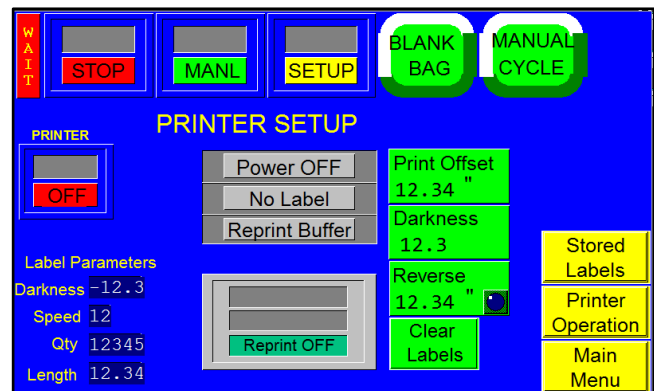 WAIT
STOP
MANL
SETUP
BLANK
BAG
MANUAL
CYCLE
PRINTER SETUP
PRINTER
OFF
Power OFF
No Label
Reprint Buffer
Print Offset
12.34 "
Darkness
12.3
Reverse
12.34 "
Clear
Labels
Label Parameters
Darkness -12.3
Speed 12
Qty 12345
Length 12.34
Reprint OFF
Stored
Labels
Printer
Operation
Main
Menu